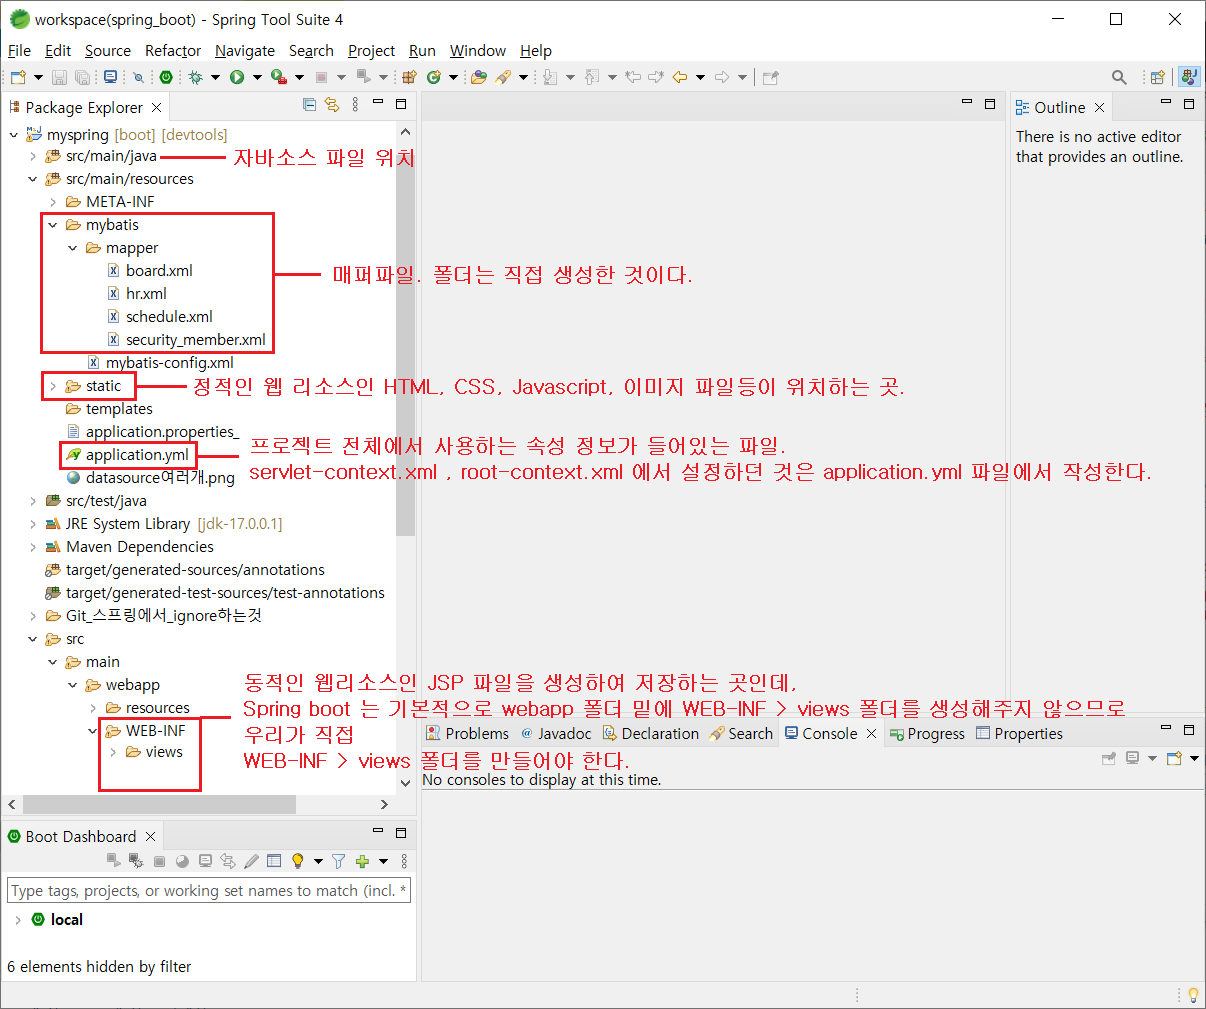 workspace(spring_boot) - Spring Tool Suite 4
File Edit Source Refactor Navigate Search Project Run Window Help
Package Explorer
Outline
There is no active editor
that provides an outline.
myspring [boot] [devtools]
src/main/java
자바소스 파일 위치
src/main/resources
META-INF
mybatis
mapper
board.xml
매퍼파일. 폴더는 직접 생성한 것이다.
hr.xml
schedule.xml
security_member.xml
mybatis-config.xml
static
정적인 웹 리소스인 HTML, CSS, Javascript, 이미지 파일등이 위치하는 곳.
templates
application.properties_
application.yml
프로젝트 전체에서 사용하는 속성 정보가 들어있는 파일.
servlet-context.xml , root-context.xml 에서 설정하던 것은 application.yml 파일에서 작성한다.
datasource여러개.png
src/test/java
JRE System Library [jdk-17.0.0.1]
Maven Dependencies
target/generated-sources/annotations
target/generated-test-sources/test-annotations
Git_스프링에서_ignore하는것
src
main
webapp
resources
WEB-INF
views
동적인 웹리소스인 JSP 파일을 생성하여 저장하는 곳인데,
Spring boot 는 기본적으로 webapp 폴더 밑에 WEB-INF > views 폴더를 생성해주지 않으므로
우리가 직접
WEB-INF > views 폴더를 만들어야 한다.
Problems @ Javadoc Declaration Search Console Progress Properties
No consoles to display at this time.
Boot Dashboard
Type tags, projects, or working set names to match (incl. *
local
6 elements hidden by filter